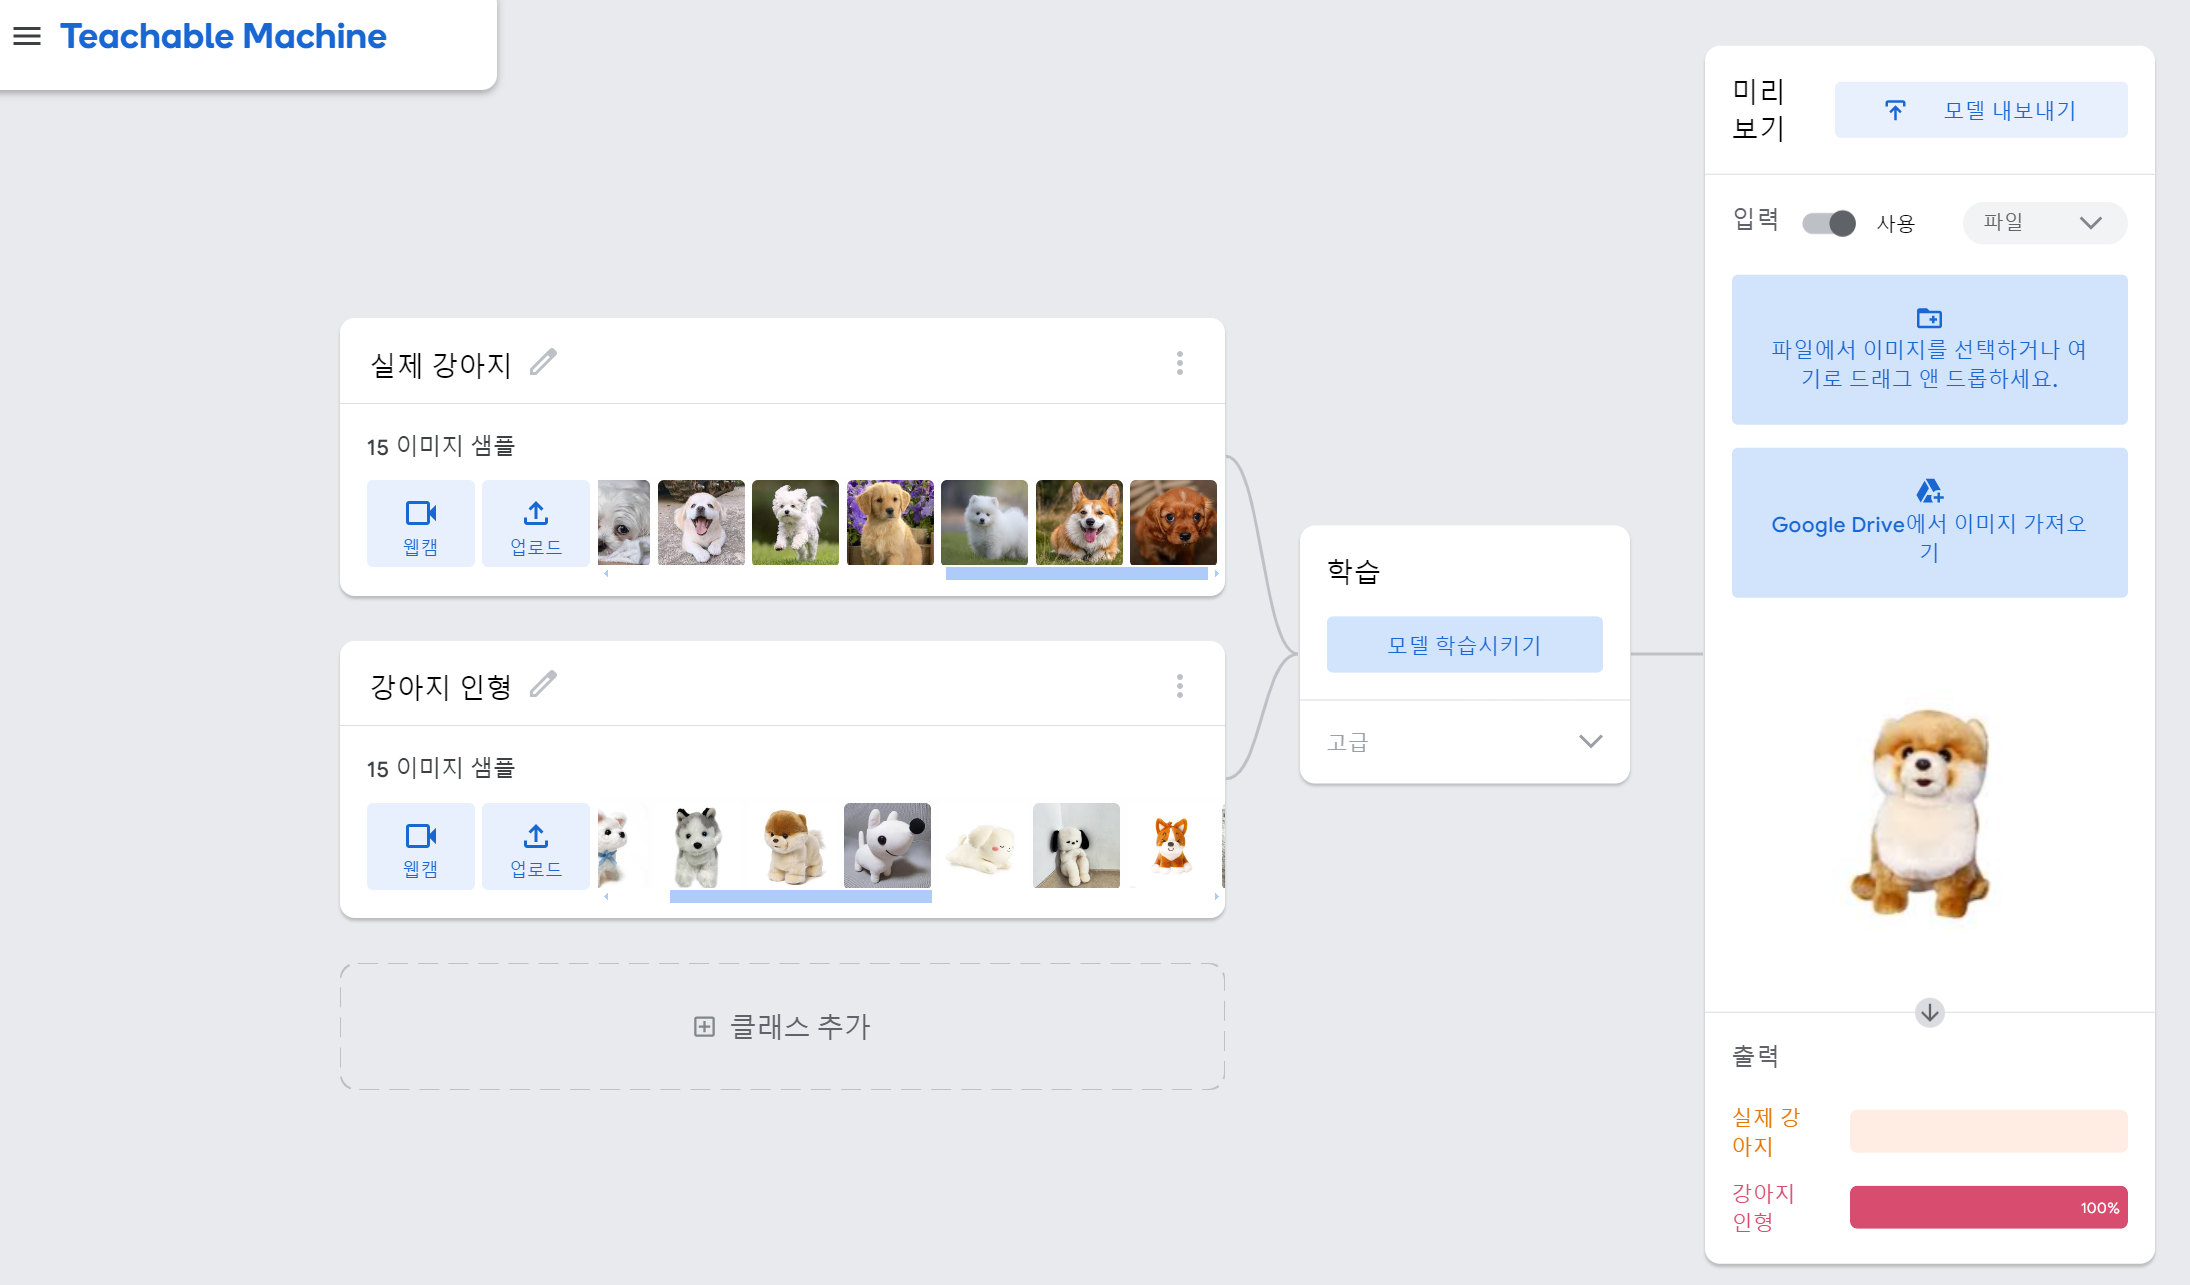 Teachable Machine
실제 강아지
15 이미지 샘플
웹캠
업로드
강아지 인형
15 이미지 샘플
웹캠
업로드
클래스 추가
학습
모델 학습시키기
고급
미리
보기
모델 내보내기
입력
사용
파일
파일에서 이미지를 선택하거나 여
기로 드래그 앤 드롭하세요.
Google Drive에서 이미지 가져오
기
출력
실제 강
아지
강아지
인형
100%